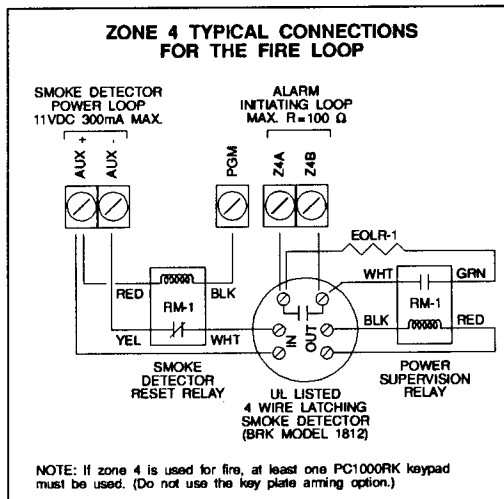 ZONE 4 TYPICAL CONNECTIONS
FOR THE FIRE LOOP
SMOKE DETECTOR
POWER LOOP
11VDC 300mA MAX.
ALARM
INITIATING LOOP
MAX. R=100 Ω
AUX +
AUX -
PGM
Z4A
Z4B
EOLR-1
WHT
GRN
RED
BLK
RM-1
RM-1
BLK
RED
YEL
WHT
IN
OUT
SMOKE
DETECTOR
RESET RELAY
POWER
SUPERVISION
RELAY
UL LISTED
4 WIRE LATCHING
SMOKE DETECTOR
(BRK MODEL 1812)
NOTE: If zone 4 is used for fire, at least one PC1000RK keypad
must be used. (Do not use the key plate arming option.)